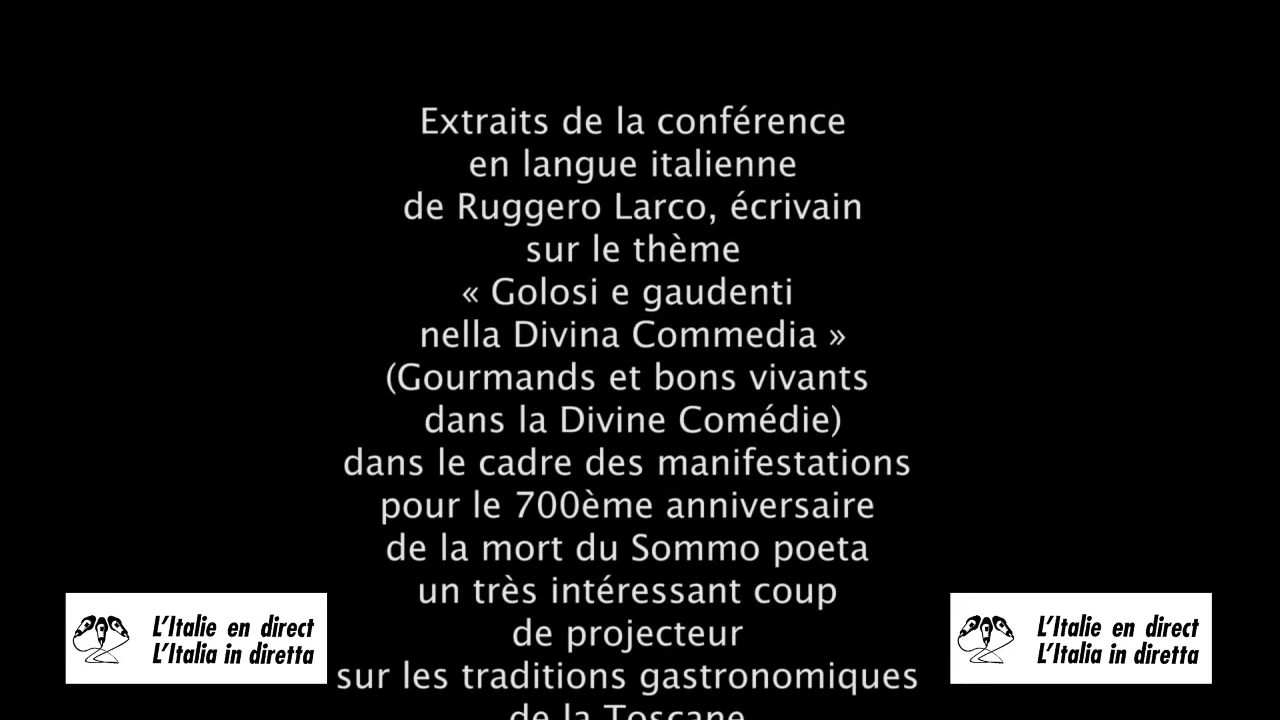 Extraits de la conférence
en langue italienne
de Ruggero Larco, écrivain
sur le thème
« Golosi e gaudenti
nella Divina Commedia »
(Gourmands et bons vivants
dans la Divine Comédie)
dans le cadre des manifestations
pour le 700ème anniversaire
de la mort du Sommo poeta
un très intéressant coup
de projecteur
sur les traditions gastronomiques
de la Toscane
L'Italie en direct
L'Italia in diretta
L'Italie en direct
L'Italia in diretta